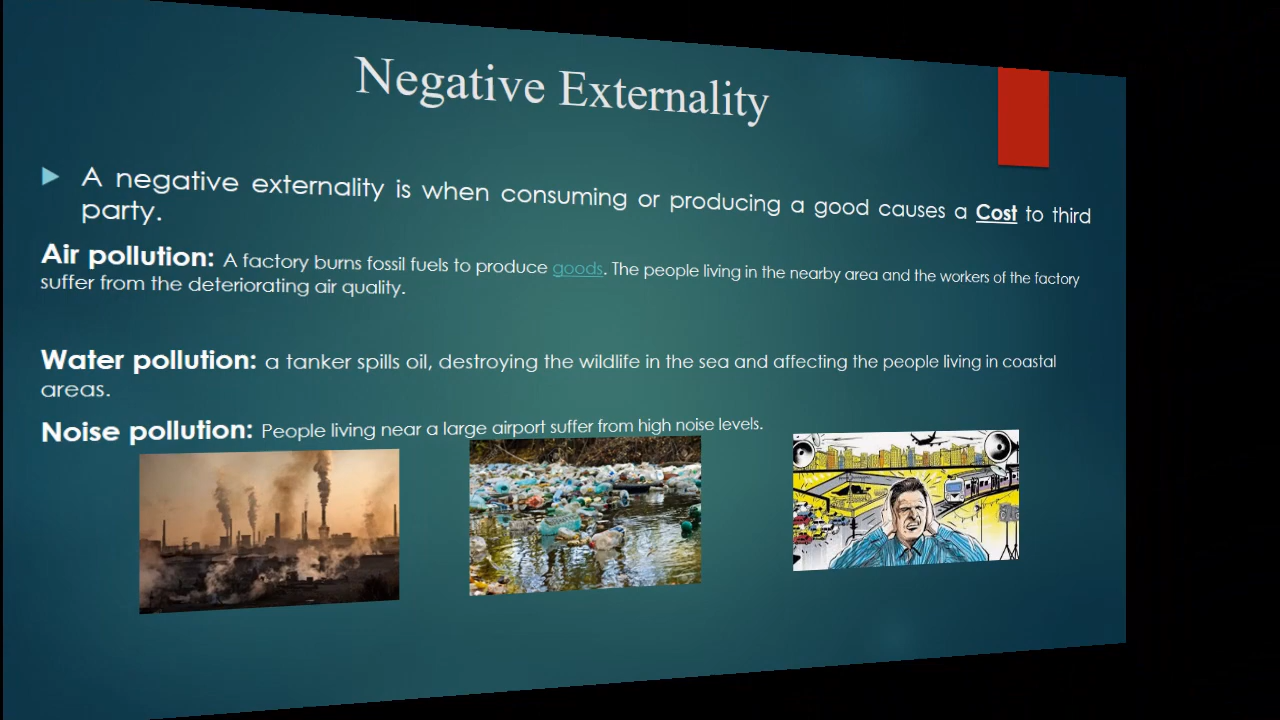 Negative Externality
A negative externality is when consuming or producing a good causes a Cost to third
party.
Air pollution: A factory burns fossil fuels to produce goods. The people living in the nearby area and the workers of the factory
suffer from the deteriorating air quality.
Water pollution: a tanker spills oil, destroying the wildlife in the sea and affecting the people living in coastal
areas.
Noise pollution: People living near a large airport suffer from high noise levels.